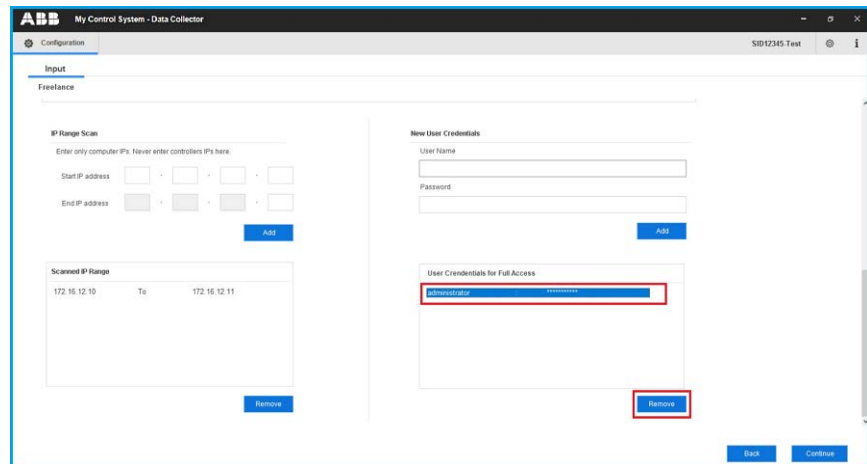 ABB My Control System - Data Collector
Configuration SID12345-Test i
Input
Freelance
IP Range Scan
Enter only computer IPs. Never enter controllers IPs here.
Start IP address
End IP address
Add
Scanned IP Range
172.16.12.10 To 172.16.12.11
Remove
New User Credentials
User Name
Password
Add
User Crendentials for Full Access
administrator : ***********
Remove
Back Continue